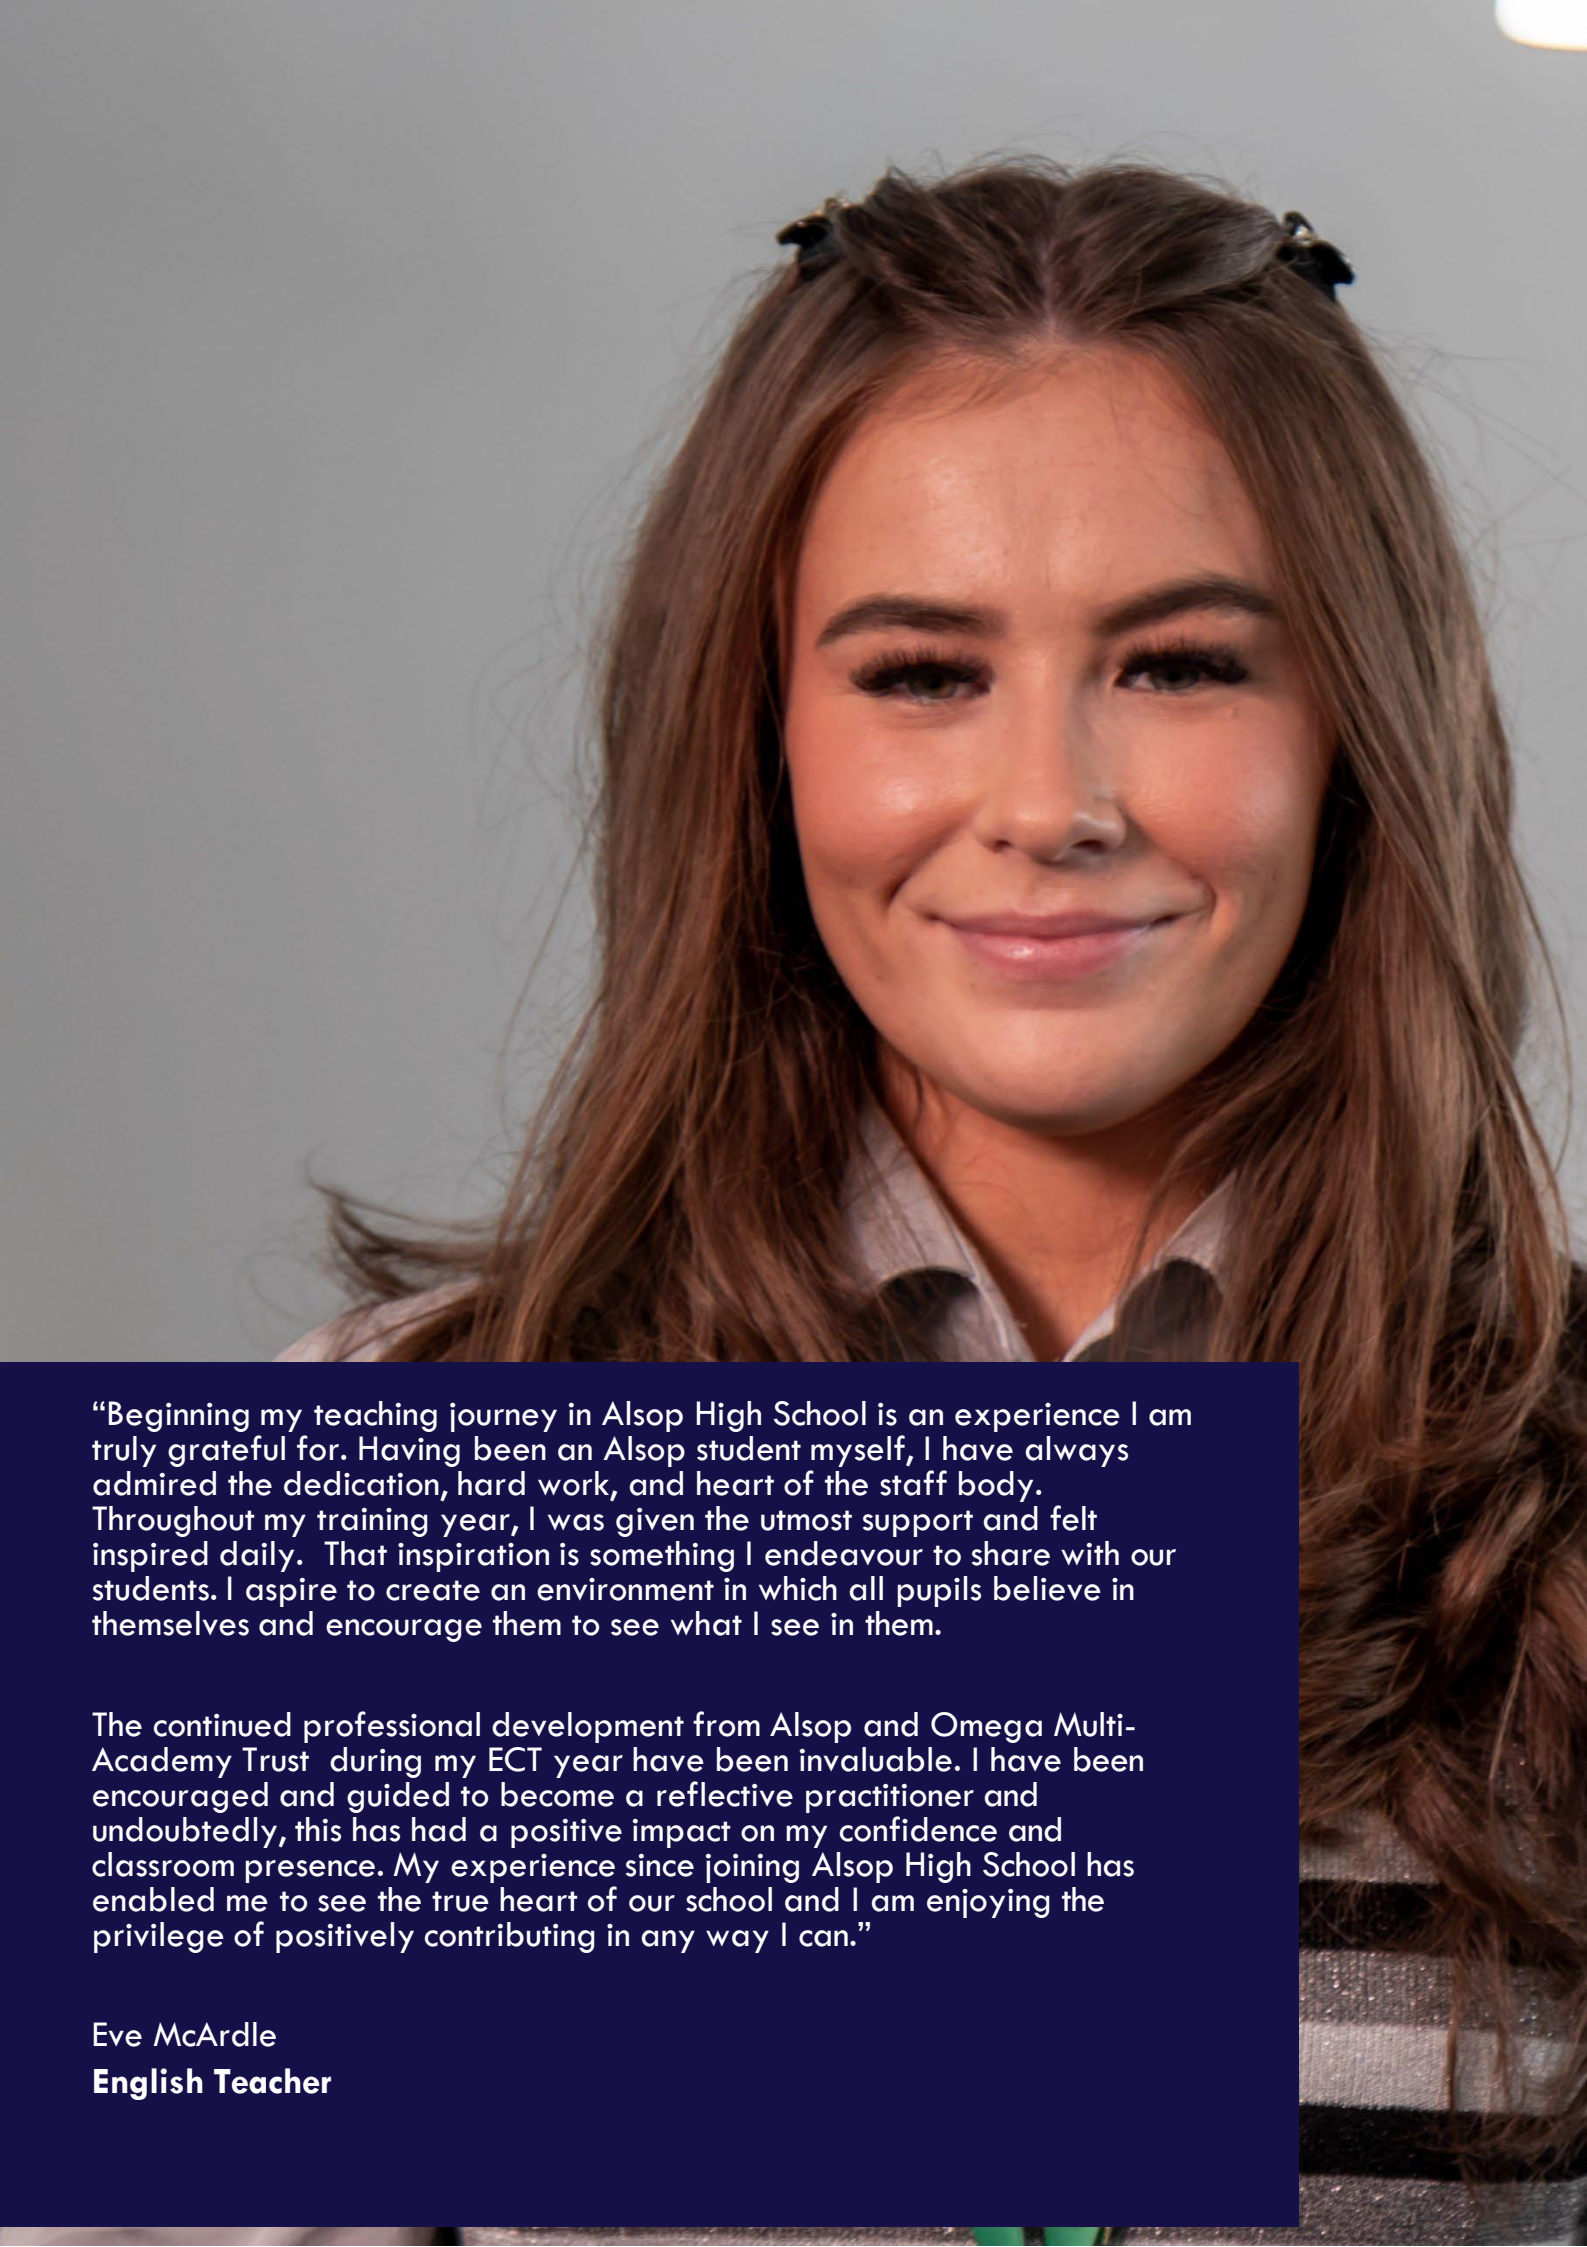 “Beginning my teaching journey in Alsop High School is an experience I am
truly grateful for. Having been an Alsop student myself, I have always
admired the dedication, hard work, and heart of the staff body.
Throughout my training year, I was given the utmost support and felt
inspired daily.  That inspiration is something I endeavour to share with our
students. I aspire to create an environment in which all pupils believe in
themselves and encourage them to see what I see in them.
The continued professional development from Alsop and Omega Multi-
Academy Trust  during my ECT year have been invaluable. I have been
encouraged and guided to become a reflective practitioner and
undoubtedly, this has had a positive impact on my confidence and
classroom presence. My experience since joining Alsop High School has
enabled me to see the true heart of our school and I am enjoying the
privilege of positively contributing in any way I can.”
Eve McArdle
English Teacher